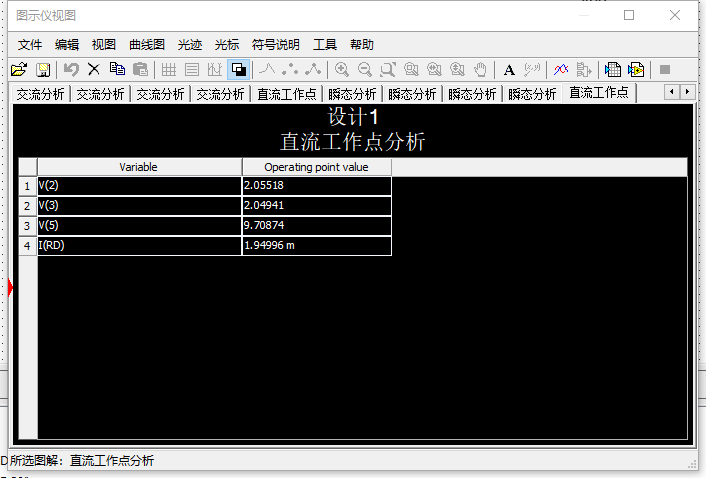 图示仪视图
文件 编辑 视图 曲线图 光迹 光标 符号说明 工具 帮助
A
交流分析 交流分析 交流分析 交流分析 直流工作点 瞬态分析 瞬态分析 瞬态分析 瞬态分析 直流工作点
设计1
直流工作点分析
Variable Operating point value
1 V(2) 2.05518
2 V(3) 2.04941
3 V(5) 9.70874
4 I(RD) 1.94996 m
所选图解：直流工作点分析